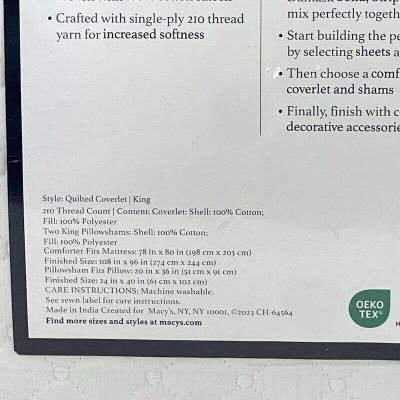 • Crafted with single-ply 210 thread
yarn for increased softness
mix perfectly togeth
• Start building the pe
by selecting sheets a
• Then choose a comf
coverlet and shams
• Finally, finish with c
decorative accessorie
Style: Quilted Coverlet | King
210 Thread Count | Content: Coverlet: Shell: 100% Cotton;
Fill: 100% Polyester
Two King Pillowshams: Shell: 100% Cotton;
Fill: 100% Polyester
Comforter Fits Mattress: 78 in x 80 in (198 cm x 203 cm)
Finished Size: 108 in x 96 in (274 cm x 244 cm)
Pillowsham Fits Pillow: 20 in x 36 in (51 cm x 91 cm)
Finished Size: 24 in x 40 in (61 cm x 102 cm)
CARE INSTRUCTIONS: Machine washable.
See sewn label for care instructions.
Made in India Created for Macy's, NY, NY 10001, ©2023 CH-64564
Find more sizes and styles at macys.com
OEKO
TEX®
H